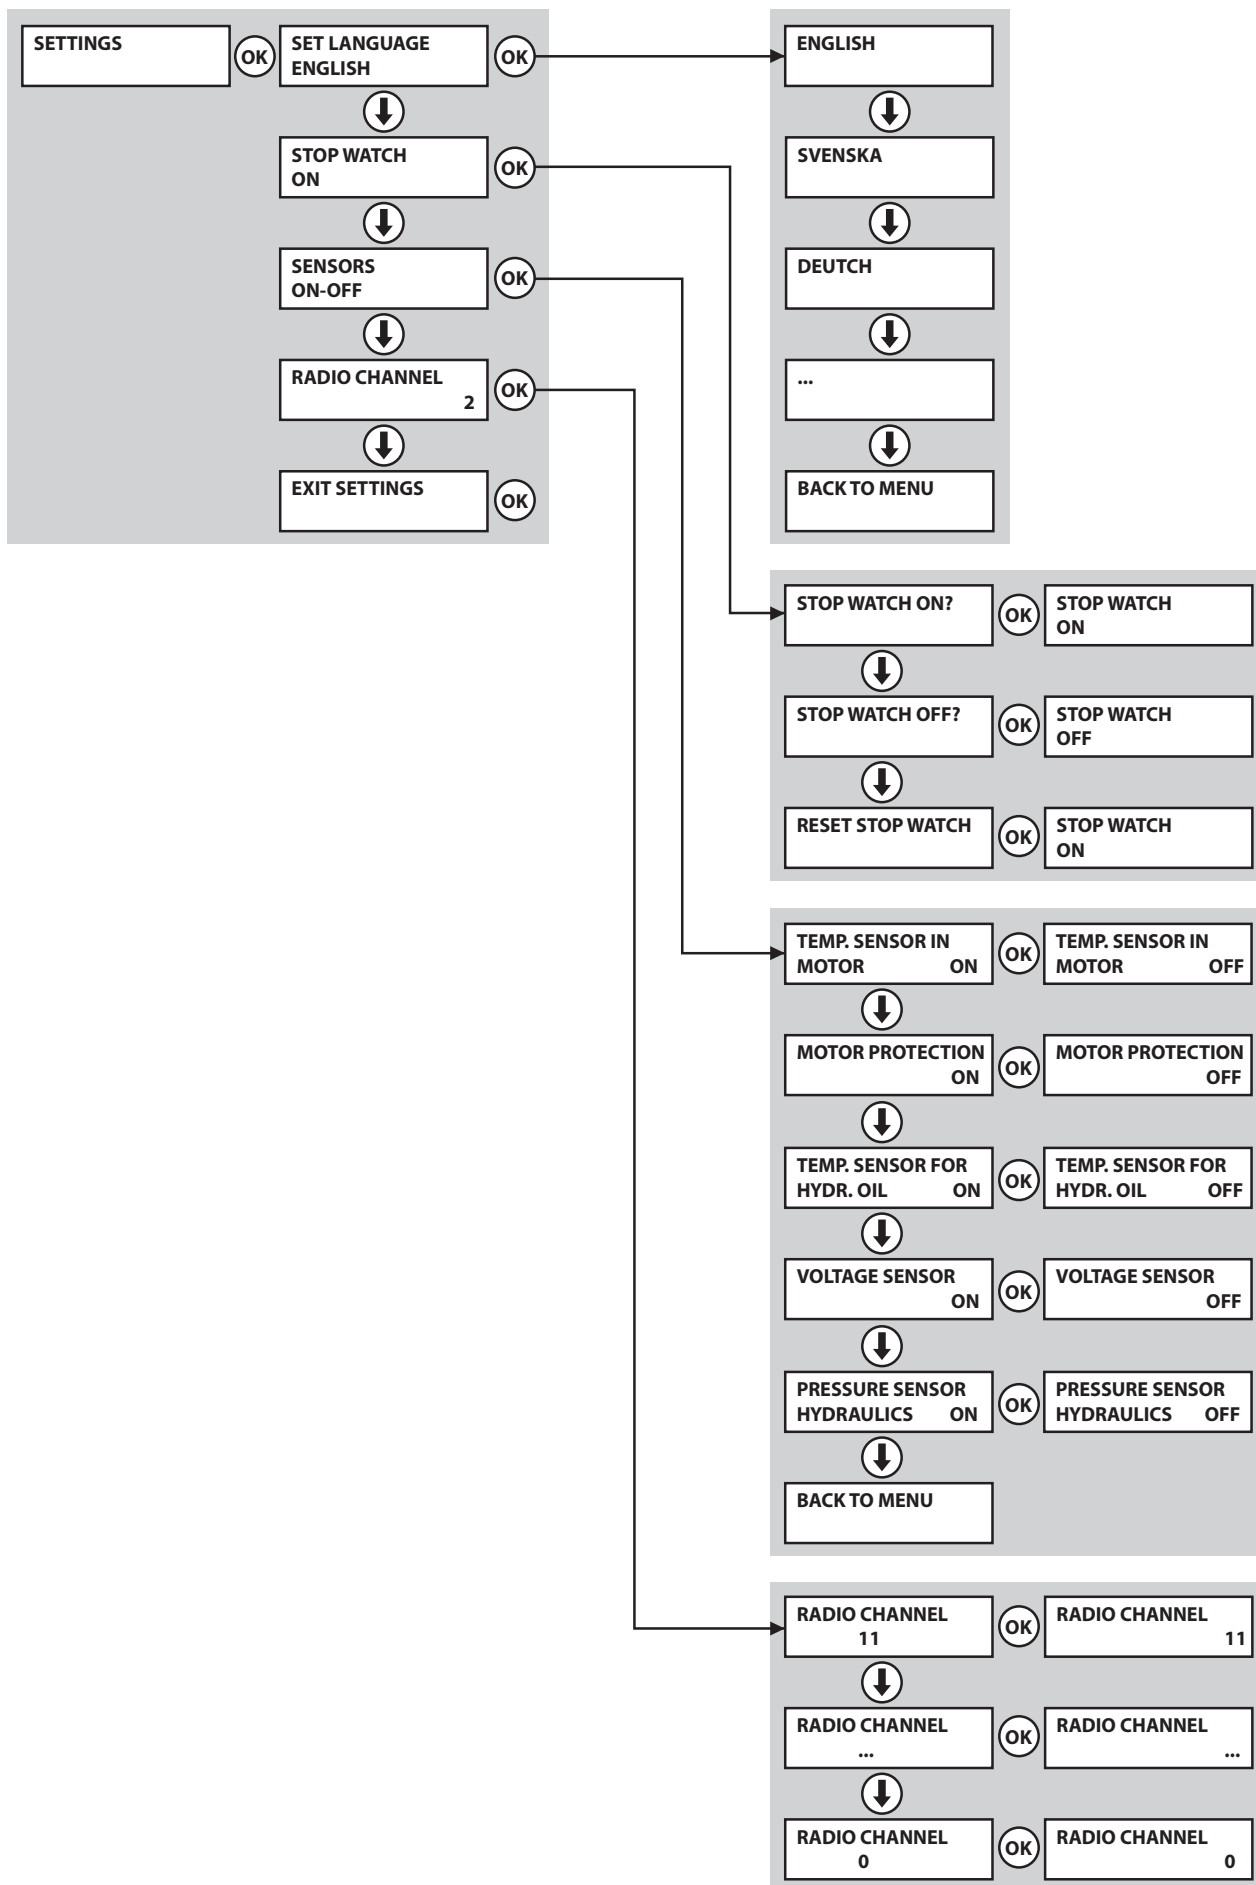 SETTINGS
OK
SET LANGUAGE
ENGLISH
OK
STOP WATCH
ON
OK
SENSORS
ON-OFF
OK
RADIO CHANNEL
2
OK
EXIT SETTINGS
OK
ENGLISH
SVENSKA
DEUTCH
...
BACK TO MENU
STOP WATCH ON?
OK
STOP WATCH
ON
STOP WATCH OFF?
OK
STOP WATCH
OFF
RESET STOP WATCH
OK
STOP WATCH
ON
TEMP. SENSOR IN
MOTOR ON
OK
TEMP. SENSOR IN
MOTOR OFF
MOTOR PROTECTION
ON
OK
MOTOR PROTECTION
OFF
TEMP. SENSOR FOR
HYDR. OIL ON
OK
TEMP. SENSOR FOR
HYDR. OIL OFF
VOLTAGE SENSOR
ON
OK
VOLTAGE SENSOR
OFF
PRESSURE SENSOR
HYDRAULICS ON
OK
PRESSURE SENSOR
HYDRAULICS OFF
BACK TO MENU
RADIO CHANNEL
11
OK
RADIO CHANNEL
11
RADIO CHANNEL
...
OK
RADIO CHANNEL
...
RADIO CHANNEL
0
OK
RADIO CHANNEL
0